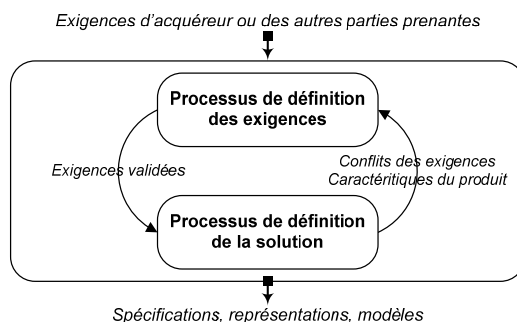 Exigences d'acquéreur ou des autres parties prenantes
Processus de définition
des exigences
Exigences validées
Conflits des exigences
Caractéritiques du produit
Processus de définition
de la solution
Spécifications, représentations, modèles